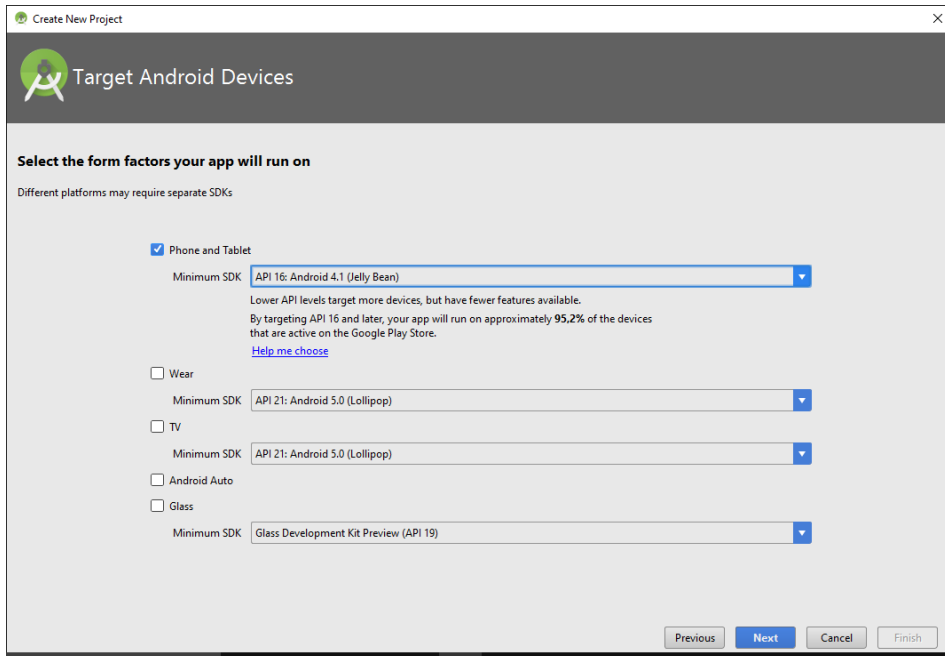 Create New Project
Target Android Devices
Select the form factors your app will run on
Different platforms may require separate SDKs
Phone and Tablet
Minimum SDK API 16: Android 4.1 (Jelly Bean)
Lower API levels target more devices, but have fewer features available.
By targeting API 16 and later, your app will run on approximately 95,2% of the devices
that are active on the Google Play Store.
Help me choose
Wear
Minimum SDK API 21: Android 5.0 (Lollipop)
TV
Minimum SDK API 21: Android 5.0 (Lollipop)
Android Auto
Glass
Minimum SDK Glass Development Kit Preview (API 19)
Previous Next Cancel Finish